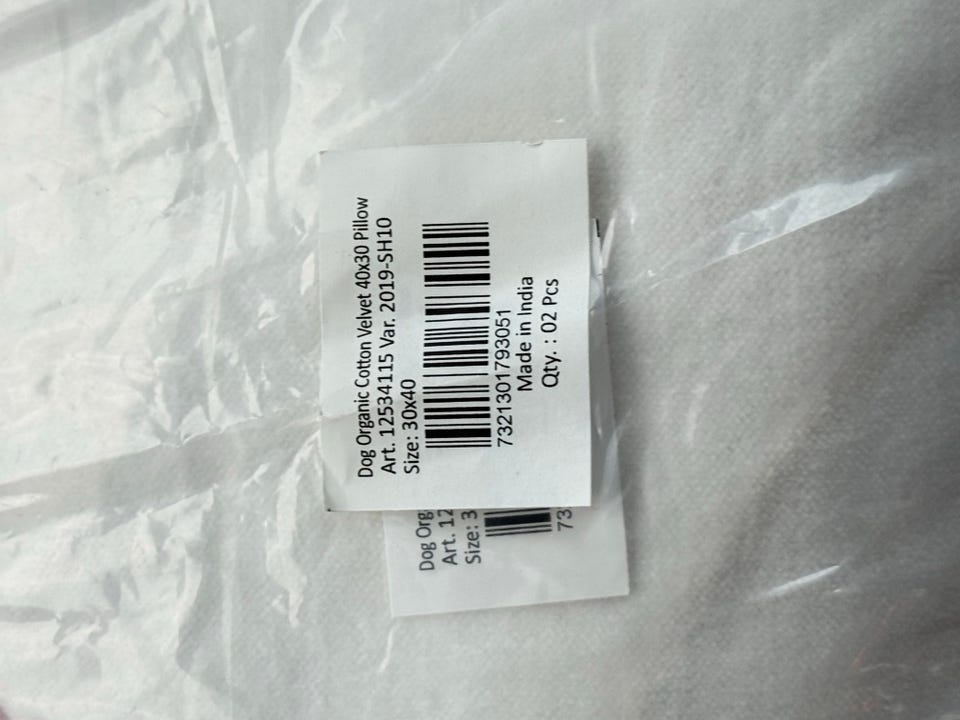 Dog Organic Cotton Velvet 40x30 Pillow
Art. 12534115 Var. 2019-SH10
Size: 30x40
7321301793051
Made in India
Qty. : 02 Pcs
Dog Org
Art. 12
Size: 3
73